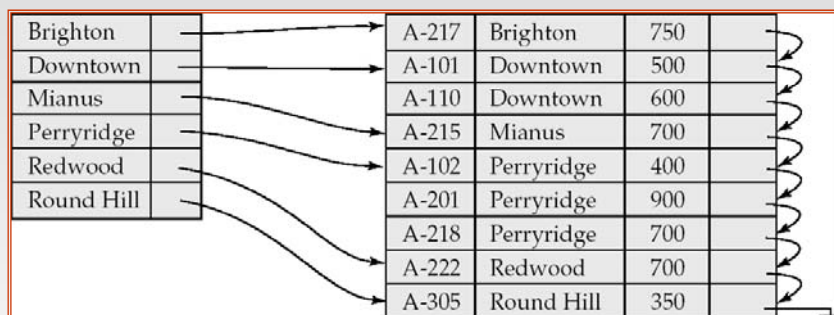 Brighton A-217 Brighton 750
Downtown A-101 Downtown 500
Mianus A-110 Downtown 600
Perryridge A-215 Mianus 700
Redwood A-102 Perryridge 400
Round Hill A-201 Perryridge 900
A-218 Perryridge 700
A-222 Redwood 700
A-305 Round Hill 350